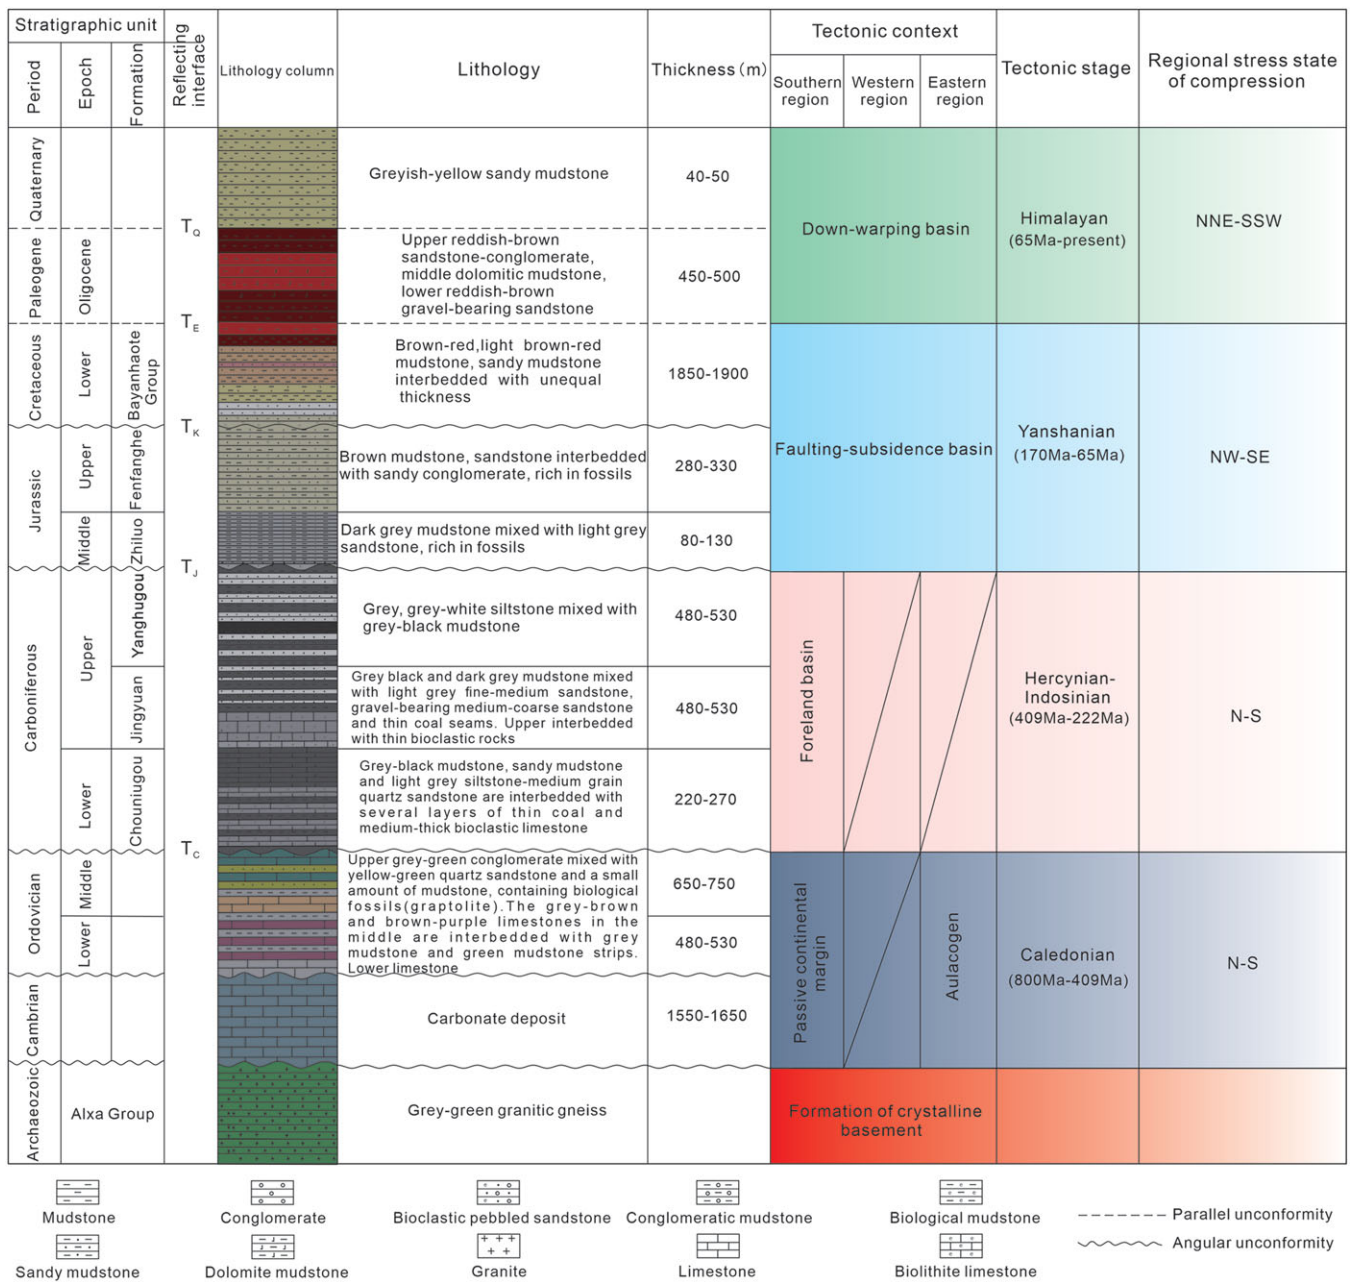 Stratigraphic unit
Period
Epoch
Formation
Reflecting
interface
Lithology column
Lithology
Thickness (m)
Tectonic context
Southern
region
Western
region
Eastern
region
Tectonic stage
Regional stress state
of compression
Quaternary
Greyish-yellow sandy mudstone
40-50
TQ
Paleogene
Oligocene
Upper reddish-brown
sandstone-conglomerate,
middle dolomitic mudstone,
lower reddish-brown
gravel-bearing sandstone
450-500
Down-warping basin
Himalayan
(65Ma-present)
NNE-SSW
TE
Cretaceous
Lower
Bayanhaote
Group
Brown-red,light brown-red
mudstone, sandy mudstone
interbedded with unequal
thickness
1850-1900
TK
Jurassic
Upper
Fenfanghe
Brown mudstone, sandstone interbedded
with sandy conglomerate, rich in fossils
280-330
Faulting-subsidence basin
Yanshanian
(170Ma-65Ma)
NW-SE
Middle
Zhiluo
Dark grey mudstone mixed with light grey
sandstone, rich in fossils
80-130
TJ
Carboniferous
Upper
Yanghugou
Grey, grey-white siltstone mixed with
grey-black mudstone
480-530
Jingyuan
Grey black and dark grey mudstone mixed
with light grey fine-medium sandstone,
gravel-bearing medium-coarse sandstone
and thin coal seams. Upper interbedded
with thin bioclastic rocks
480-530
Foreland basin
Hercynian-
Indosinian
(409Ma-222Ma)
N-S
Lower
Chouniugou
Grey-black mudstone, sandy mudstone
and light grey siltstone-medium grain
quartz sandstone are interbedded with
several layers of thin coal and
medium-thick bioclastic limestone
220-270
TC
Ordovician
Middle
Upper grey-green conglomerate mixed with
yellow-green quartz sandstone and a small
amount of mudstone, containing biological
fossils(graptolite).The grey-brown
and brown-purple limestones in the
middle are interbedded with grey
mudstone and green mudstone strips.
Lower limestone
650-750
Lower
480-530
Passive continental
margin
Aulacogen
Caledonian
(800Ma-409Ma)
N-S
Cambrian
Carbonate deposit
1550-1650
Archaeozoic
Alxa Group
Grey-green granitic gneiss
Formation of crystalline
basement
Mudstone
Conglomerate
Bioclastic pebbled sandstone
Conglomeratic mudstone
Biological mudstone
Parallel unconformity
Sandy mudstone
Dolomite mudstone
Granite
Limestone
Biolithite limestone
Angular unconformity